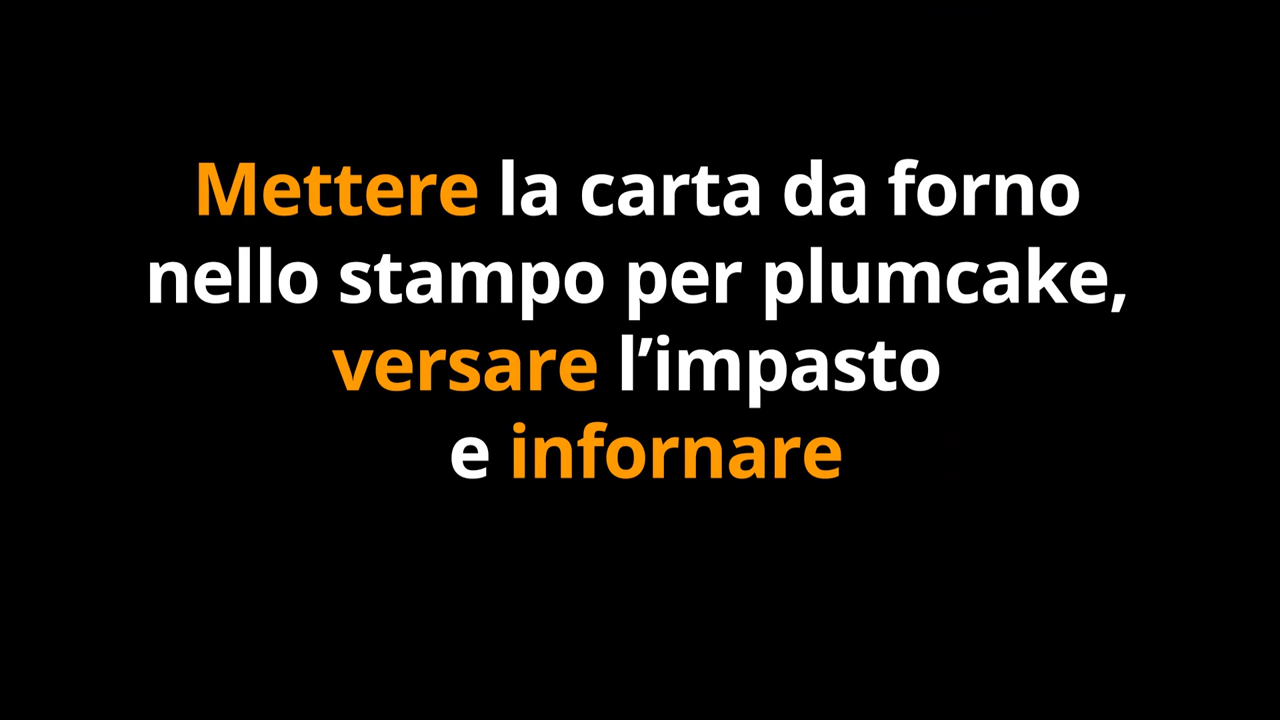 Mettere la carta da forno
nello stampo per plumcake,
versare l’impasto
e infornare